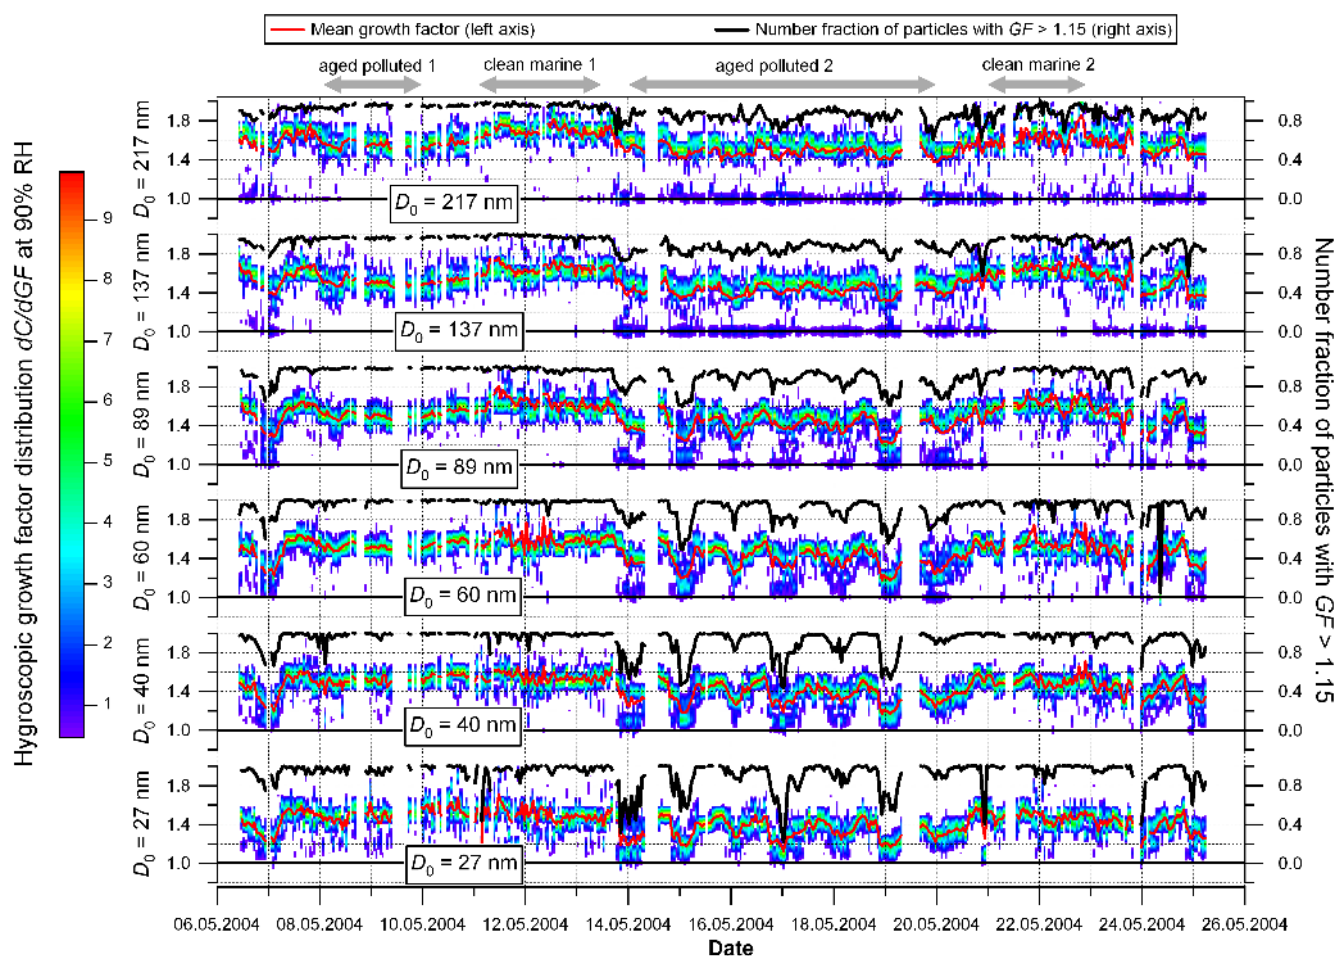 Mean growth factor (left axis)
Number fraction of particles with GF > 1.15 (right axis)
aged polluted 1
clean marine 1
aged polluted 2
clean marine 2
Hygroscopic growth factor distribution dC/dGF at 90% RH
9
8
7
6
5
4
3
2
1
D0 = 217 nm
1.8
1.4
1.0
D0 = 217 nm
0.8
0.4
0.0
D0 = 137 nm
1.8
1.4
1.0
D0 = 137 nm
0.8
0.4
0.0
D0 = 89 nm
1.8
1.4
1.0
D0 = 89 nm
0.8
0.4
0.0
D0 = 60 nm
1.8
1.4
1.0
D0 = 60 nm
0.8
0.4
0.0
D0 = 40 nm
1.8
1.4
1.0
D0 = 40 nm
0.8
0.4
0.0
D0 = 27 nm
1.8
1.4
1.0
D0 = 27 nm
0.8
0.4
0.0
Number fraction of particles with GF > 1.15
06.05.2004 08.05.2004 10.05.2004 12.05.2004 14.05.2004 16.05.2004 18.05.2004 20.05.2004 22.05.2004 24.05.2004 26.05.2004
Date